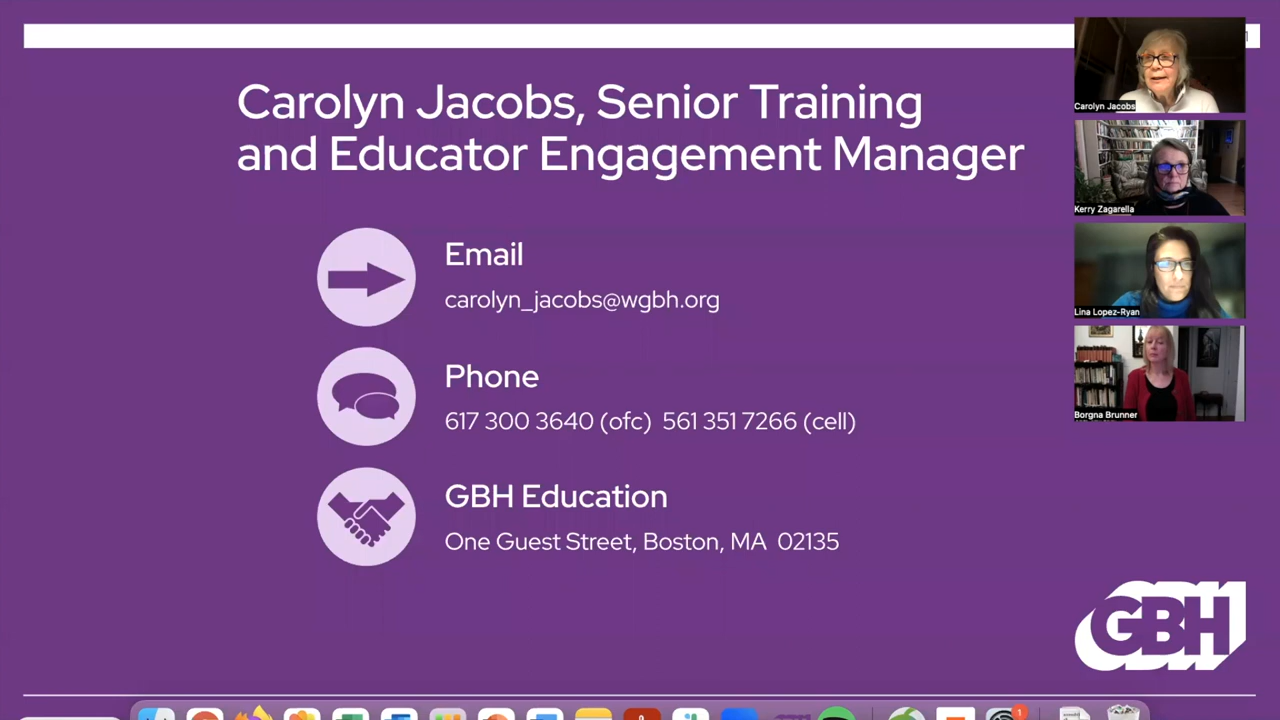 Carolyn Jacobs, Senior Training
and Educator Engagement Manager
Email
carolyn_jacobs@wgbh.org
Phone
617 300 3640 (ofc)  561 351 7266 (cell)
GBH Education
One Guest Street, Boston, MA  02135
GBH
Carolyn Jacobs
Kerry Zagarella
Lina Lopez-Ryan
Borgna Brunner
1